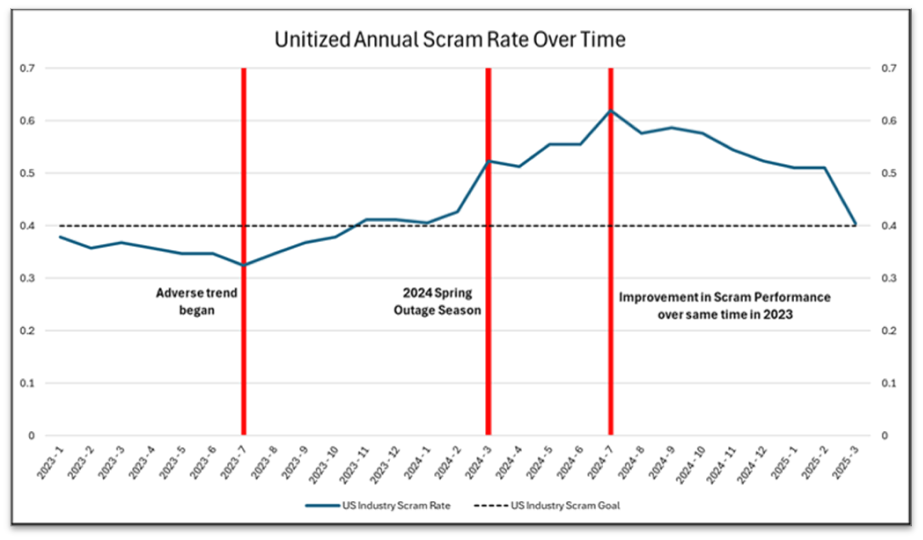 Unitized Annual Scram Rate Over Time
0.7
0.6
0.5
0.4
0.3
0.2
0.1
0
0.7
0.6
0.5
0.4
0.3
0.2
0.1
0
Adverse trend
began
2024 Spring
Outage Season
Improvement in Scram Performance
over same time in 2023
2023 - 1
2023 - 2
2023 - 3
2023 - 4
2023 - 5
2023 - 6
2023 - 7
2023 - 8
2023 - 9
2023 - 10
2023 - 11
2023 - 12
2024 - 1
2024 - 2
2024 - 3
2024 - 4
2024 - 5
2024 - 6
2024 - 7
2024 - 8
2024 - 9
2024 - 10
2024 - 11
2024 - 12
2025 - 1
2025 - 2
2025 - 3
US Industry Scram Rate
US Industry Scram Goal